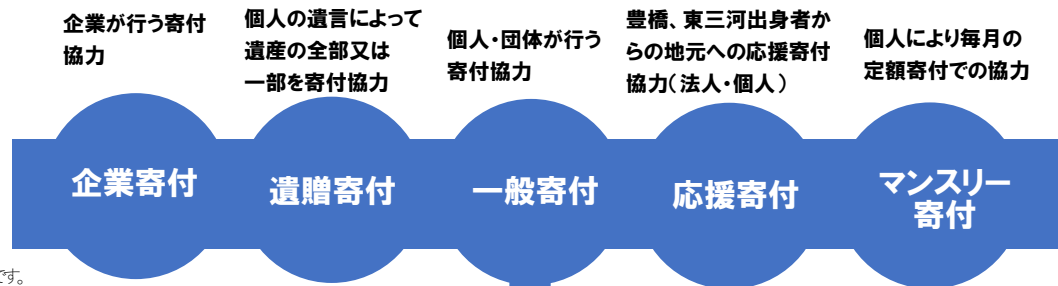 企業が行う寄付
協力
個人の遺言によって
遺産の全部又は
一部を寄付協力
個人・団体が行う
寄付協力
豊橋、東三河出身者か
らの地元への応援寄付
協力(法人・個人)
個人により毎月の
定額寄付での協力
企業寄付
遺贈寄付
一般寄付
応援寄付
マンスリー
寄付
です。